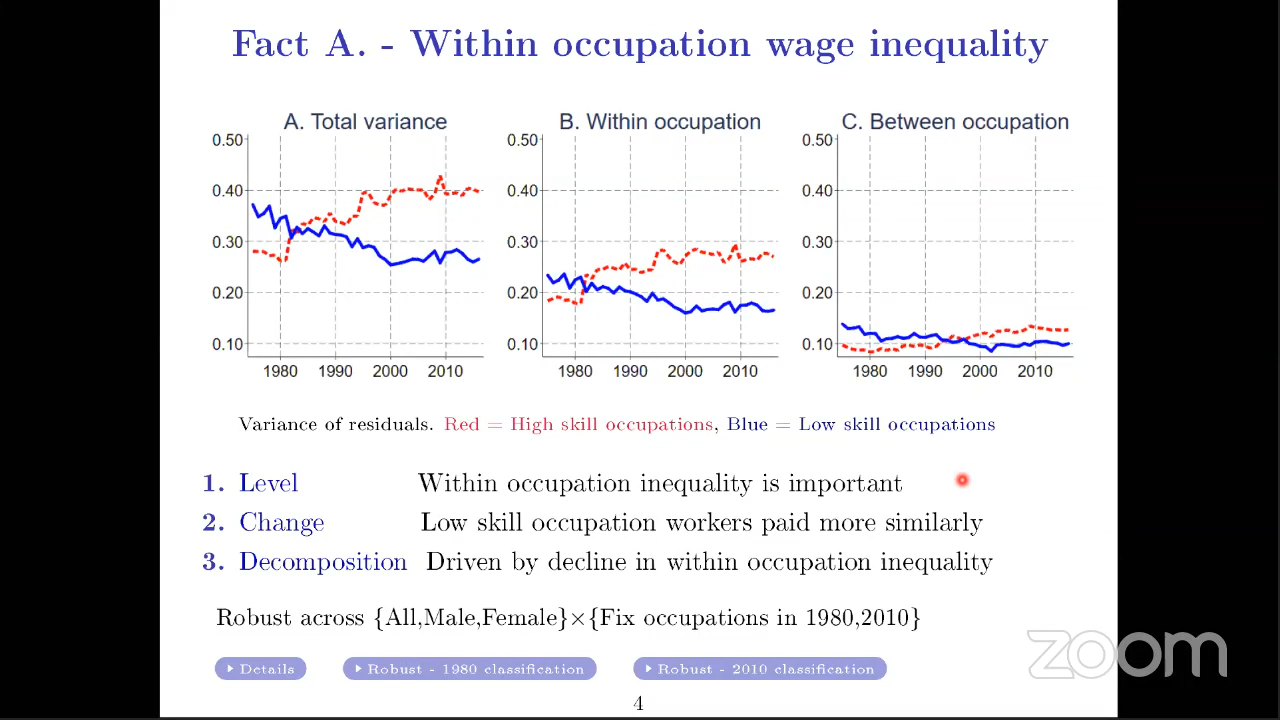 Fact A. - Within occupation wage inequality
A. Total variance
0.50
0.40
0.30
0.20
0.10
1980 1990 2000 2010
B. Within occupation
0.50
0.40
0.30
0.20
0.10
1980 1990 2000 2010
C. Between occupation
0.50
0.40
0.30
0.20
0.10
1980 1990 2000 2010
Variance of residuals. Red = High skill occupations, Blue = Low skill occupations
1. Level Within occupation inequality is important
2. Change Low skill occupation workers paid more similarly
3. Decomposition Driven by decline in within occupation inequality
Robust across {All,Male,Female}×{Fix occupations in 1980,2010}
Details Robust - 1980 classification Robust - 2010 classification
zoom
4